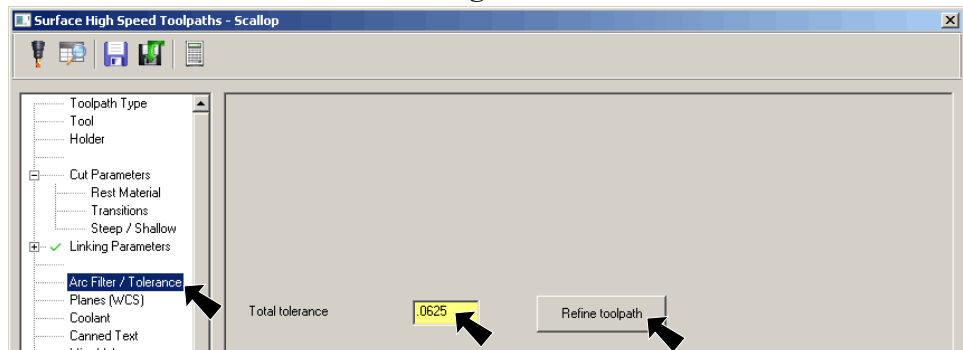 Surface High Speed Toolpaths - Scallop
Toolpath Type
Tool
Holder
Cut Parameters
Rest Material
Transitions
Steep / Shallow
Linking Parameters
Arc Filter / Tolerance
Planes (WCS)
Coolant
Canned Text
Total tolerance
.0625
Refine toolpath